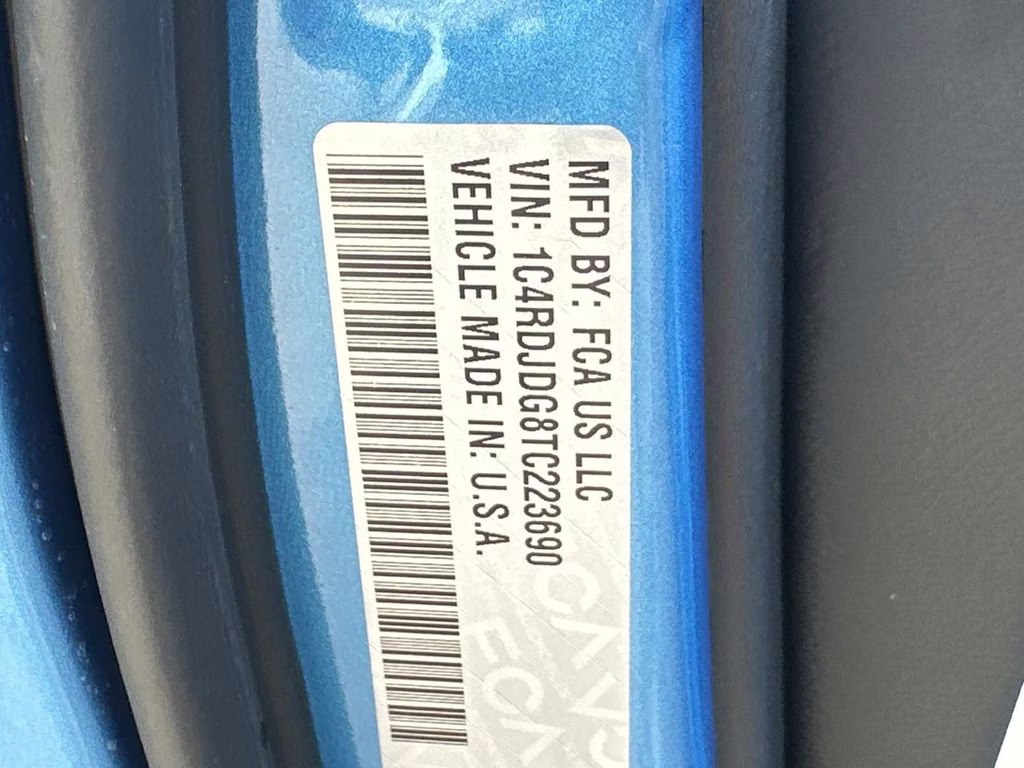 MFD BY: FCA US LLC
VIN: 1C4RDJDG8TC223690
VEHICLE MADE IN: U.S.A.